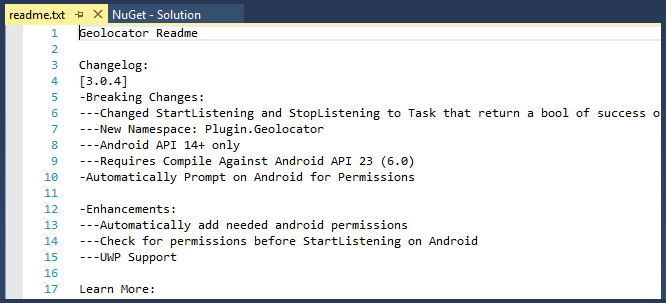 readme.txt NuGet - Solution
1 Geolocator Readme
2
3 Changelog:
4 [3.0.4]
5 -Breaking Changes:
6 ---Changed StartListening and StopListening to Task that return a bool of success o
7 ---New Namespace: Plugin.Geolocator
8 ---Android API 14+ only
9 ---Requires Compile Against Android API 23 (6.0)
10 -Automatically Prompt on Android for Permissions
11
12 -Enhancements:
13 ---Automatically add needed android permissions
14 ---Check for permissions before StartListening on Android
15 ---UWP Support
16
17 Learn More: